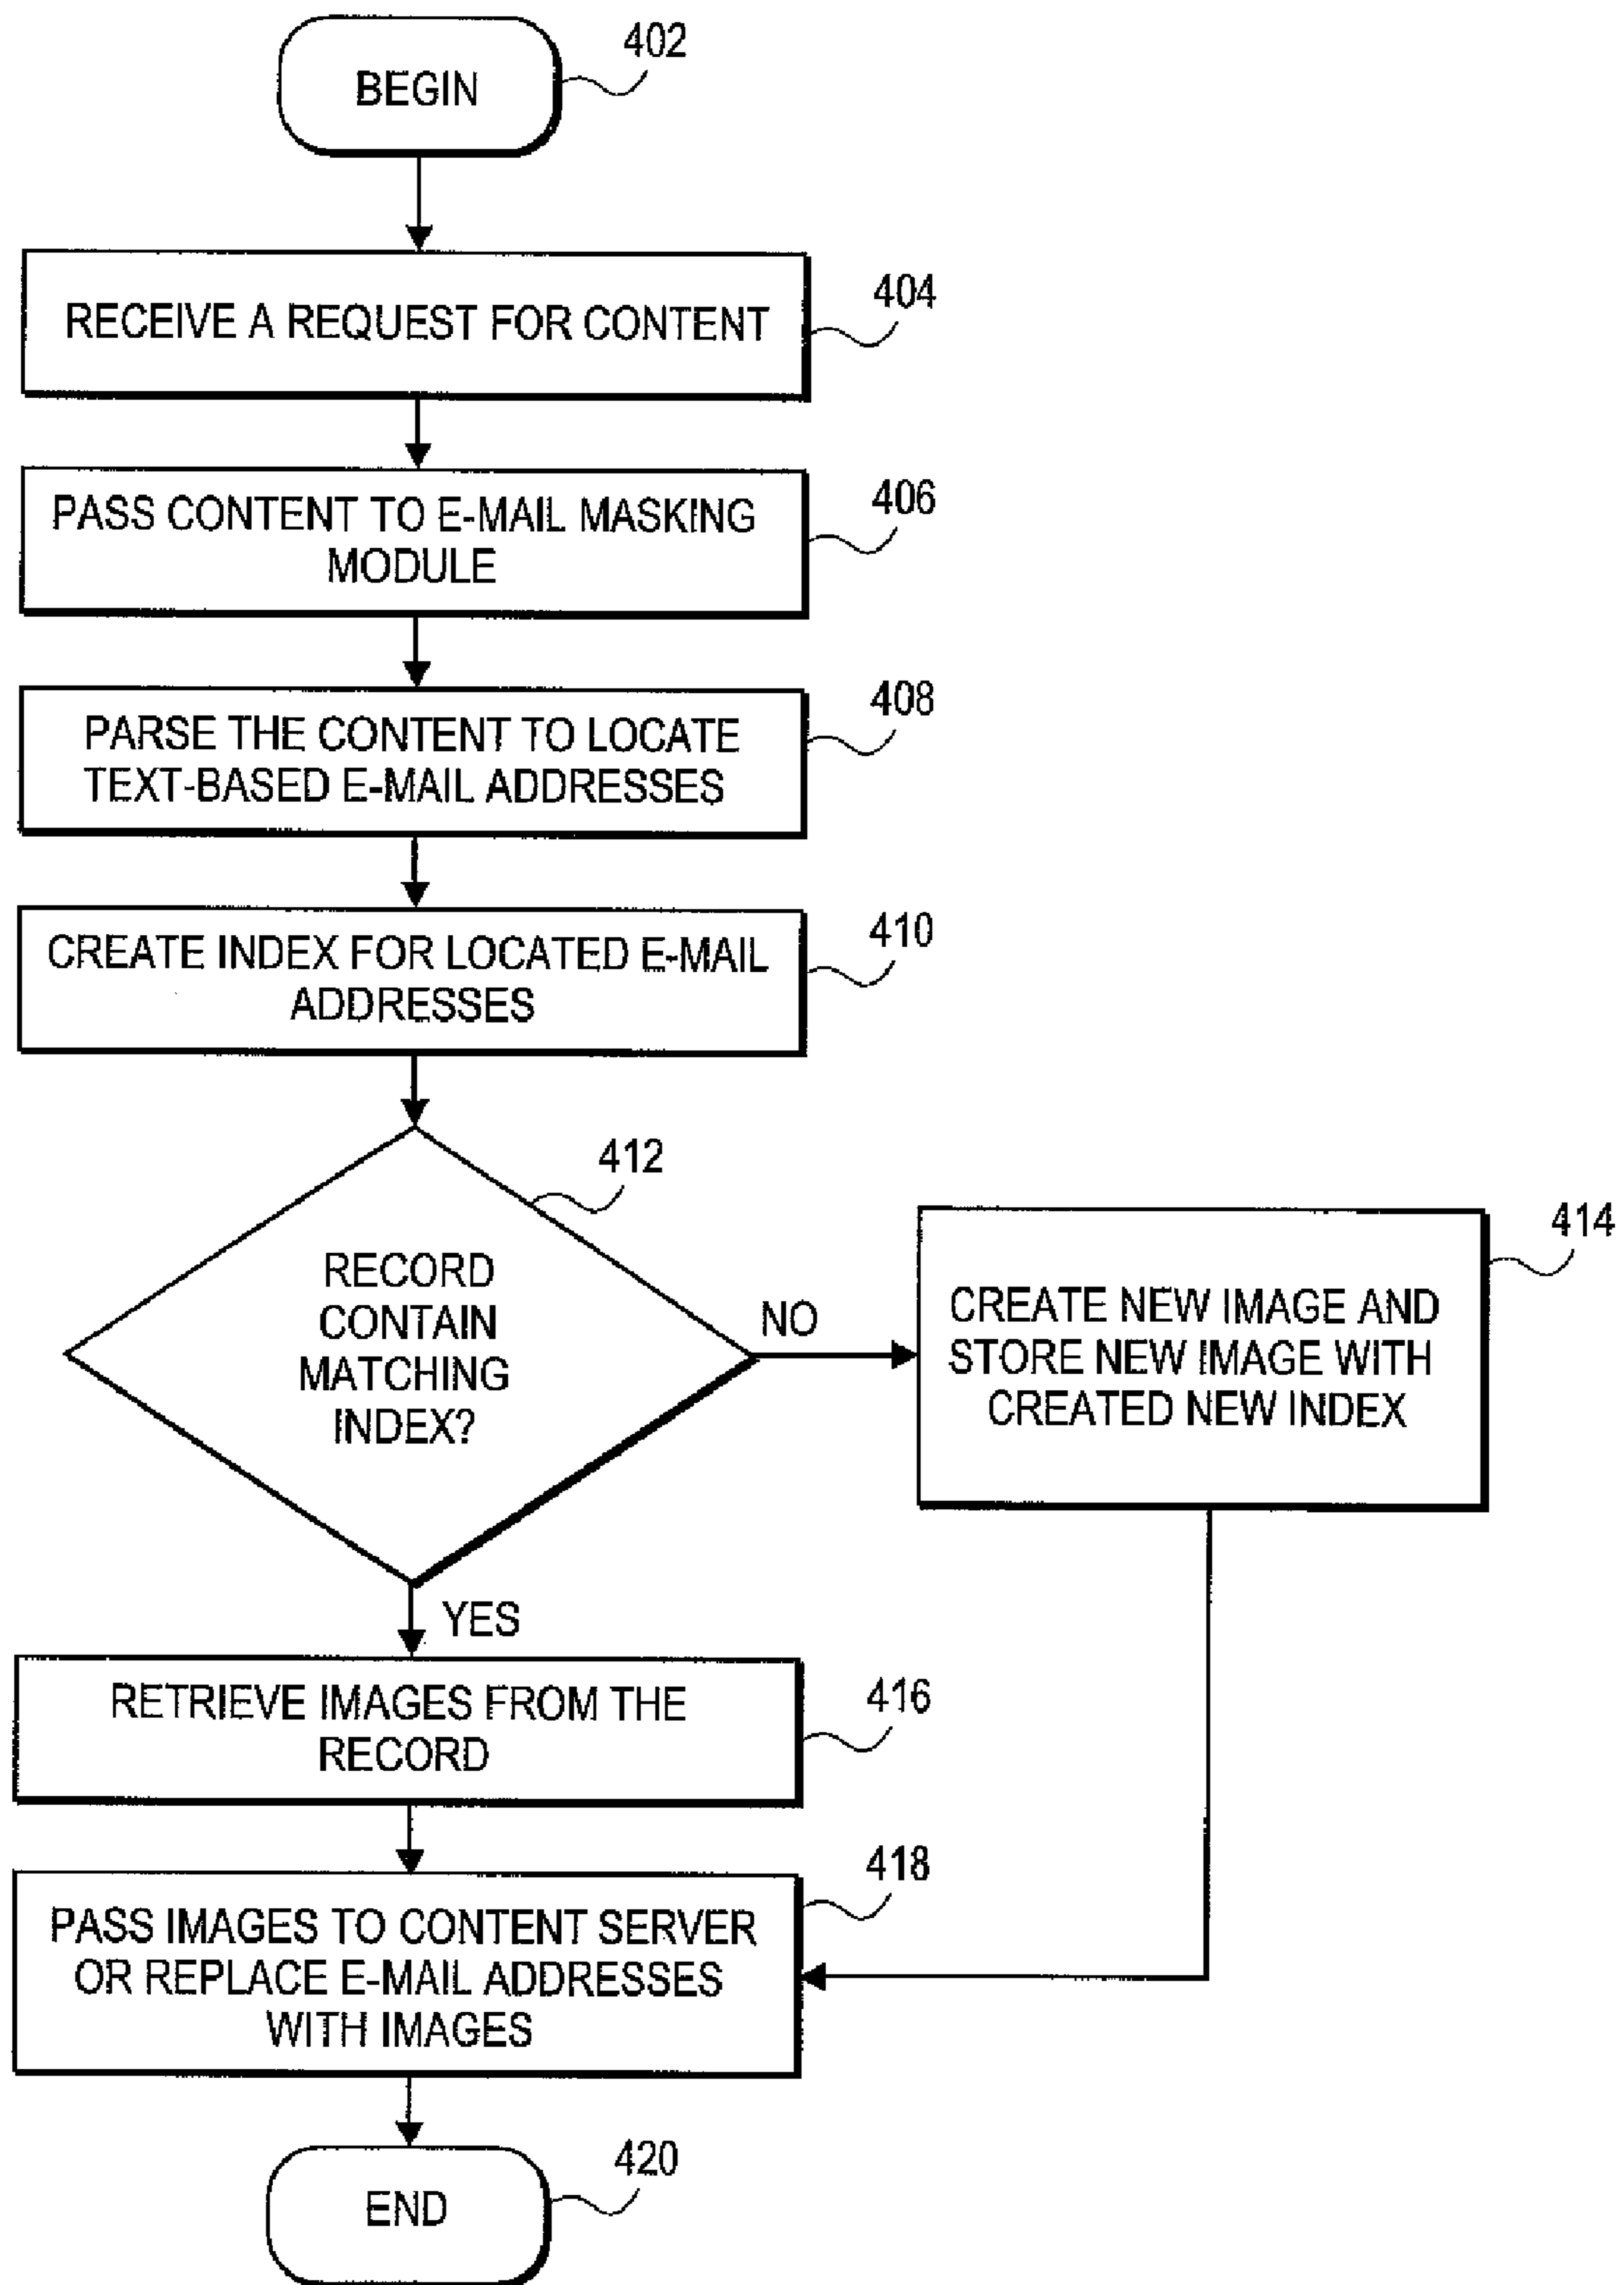 BEGIN
402
RECEIVE A REQUEST FOR CONTENT
404
PASS CONTENT TO E-MAIL MASKING
MODULE
406
PARSE THE CONTENT TO LOCATE
TEXT-BASED E-MAIL ADDRESSES
408
CREATE INDEX FOR LOCATED E-MAIL
ADDRESSES
410
412
RECORD
CONTAIN
MATCHING
INDEX?
NO
414
CREATE NEW IMAGE AND
STORE NEW IMAGE WITH
CREATED NEW INDEX
YES
RETRIEVE IMAGES FROM THE
RECORD
416
PASS IMAGES TO CONTENT SERVER
OR REPLACE E-MAIL ADDRESSES
WITH IMAGES
418
END
420